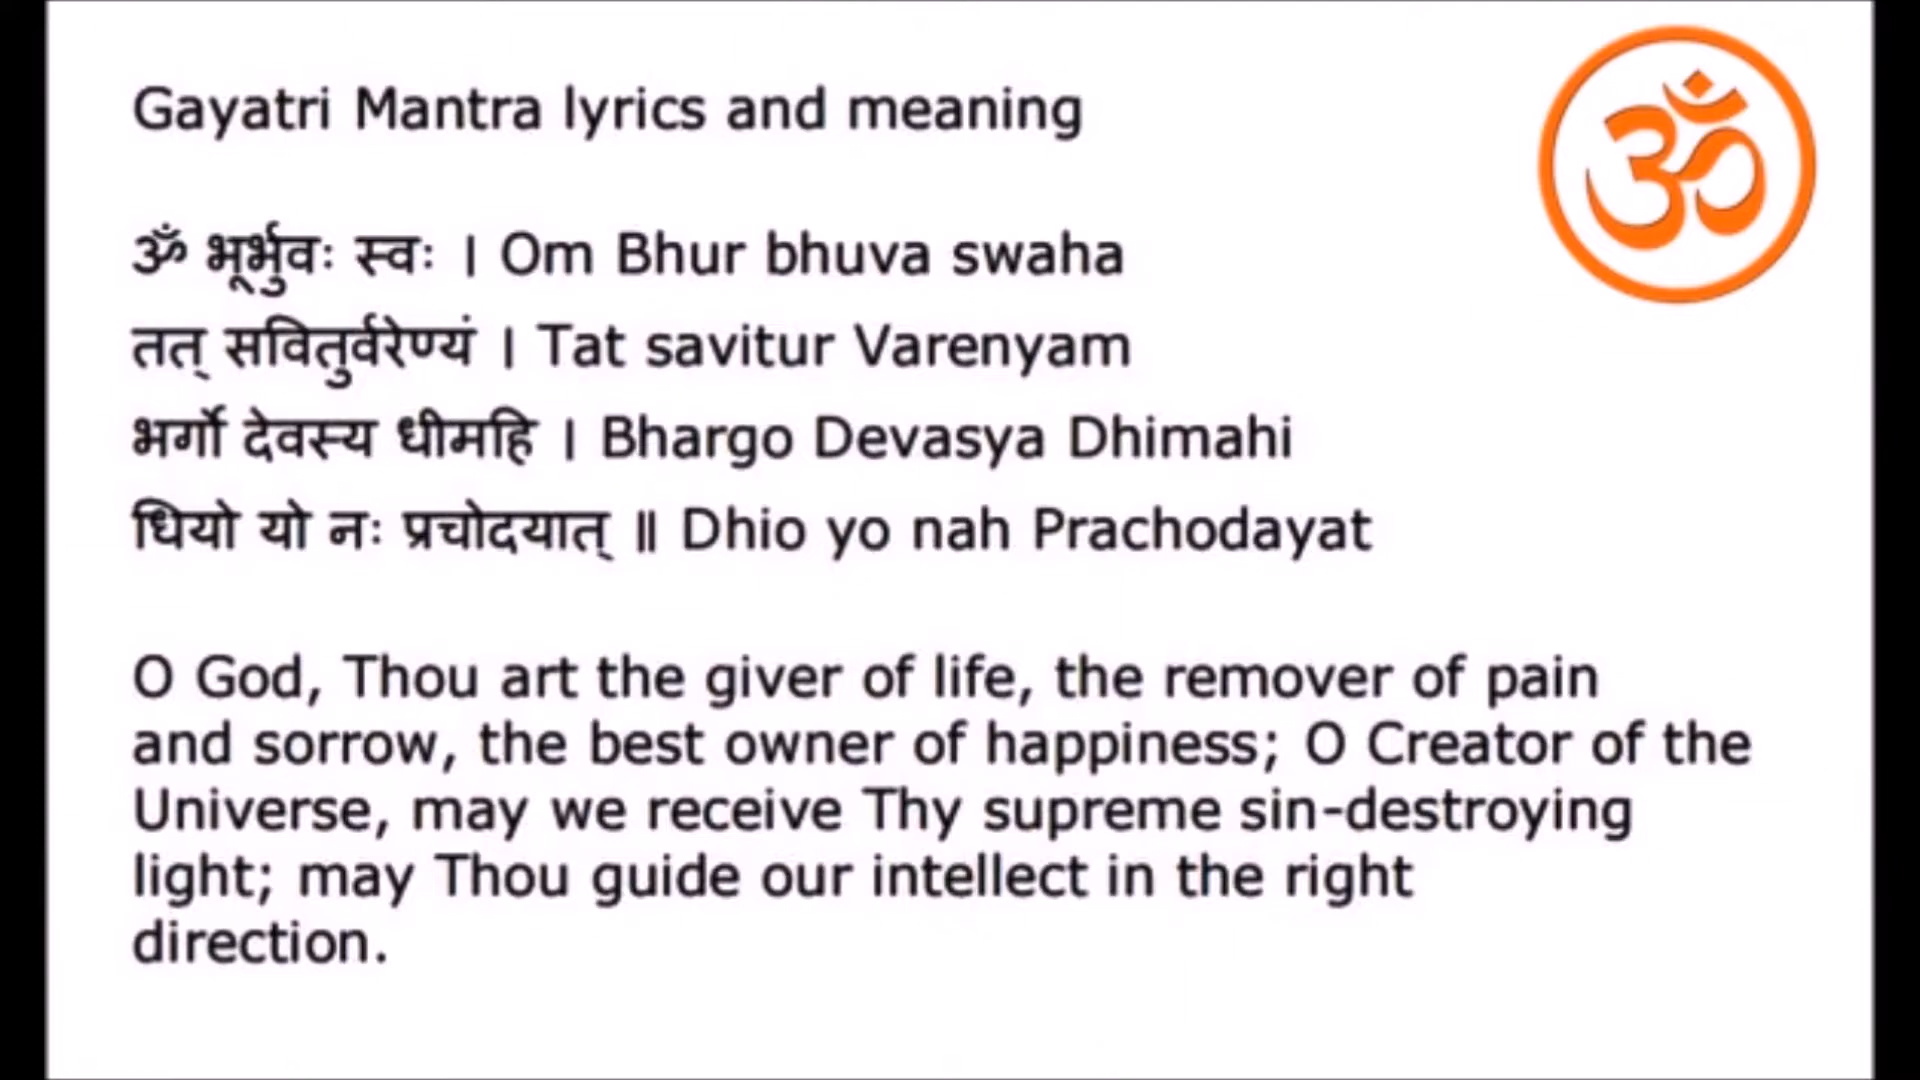 Gayatri Mantra lyrics and meaning
ॐ
ॐ भूर्भुवः स्वः । Om Bhur bhuva swaha
तत् सवितुर्वरेण्यं । Tat savitur Varenyam
भर्गो देवस्य धीमहि । Bhargo Devasya Dhimahi
धियो यो नः प्रचोदयात् ॥ Dhio yo nah Prachodayat
O God, Thou art the giver of life, the remover of pain
and sorrow, the best owner of happiness; O Creator of the
Universe, may we receive Thy supreme sin-destroying
light; may Thou guide our intellect in the right
direction.